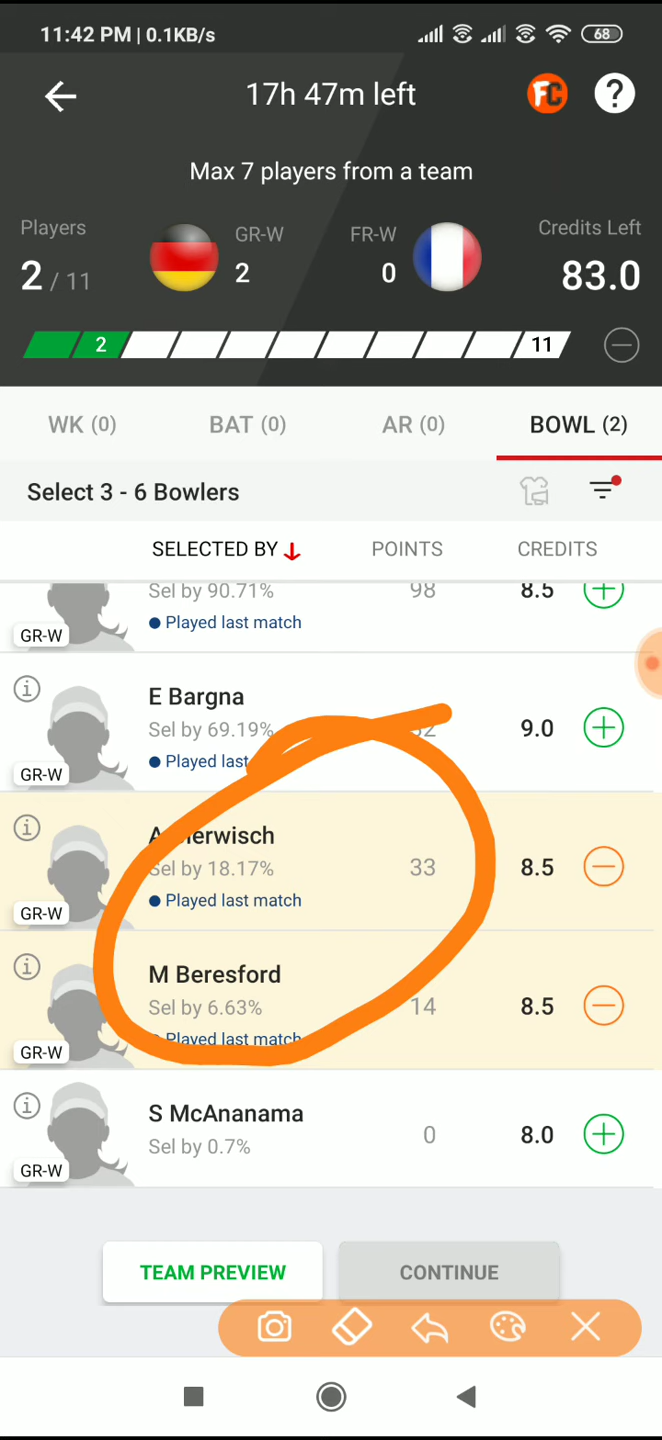 11:42 PM | 0.1KB/s
68
17h 47m left
FC
?
Max 7 players from a team
Players
GR-W
FR-W
Credits Left
2 / 11
2
0
83.0
2
11
WK (0)
BAT (0)
AR (0)
BOWL (2)
Select 3 - 6 Bowlers
SELECTED BY
POINTS
CREDITS
Sel by 90.71%
98
8.5
Played last match
GR-W
E Bargna
Sel by 69.19%
9.0
Played last
GR-W
A
Sel by 18.17%
33
8.5
Played last match
GR-W
M Beresford
Sel by 6.63%
14
8.5
Played last match
GR-W
S McAnanama
Sel by 0.7%
0
8.0
GR-W
TEAM PREVIEW
CONTINUE